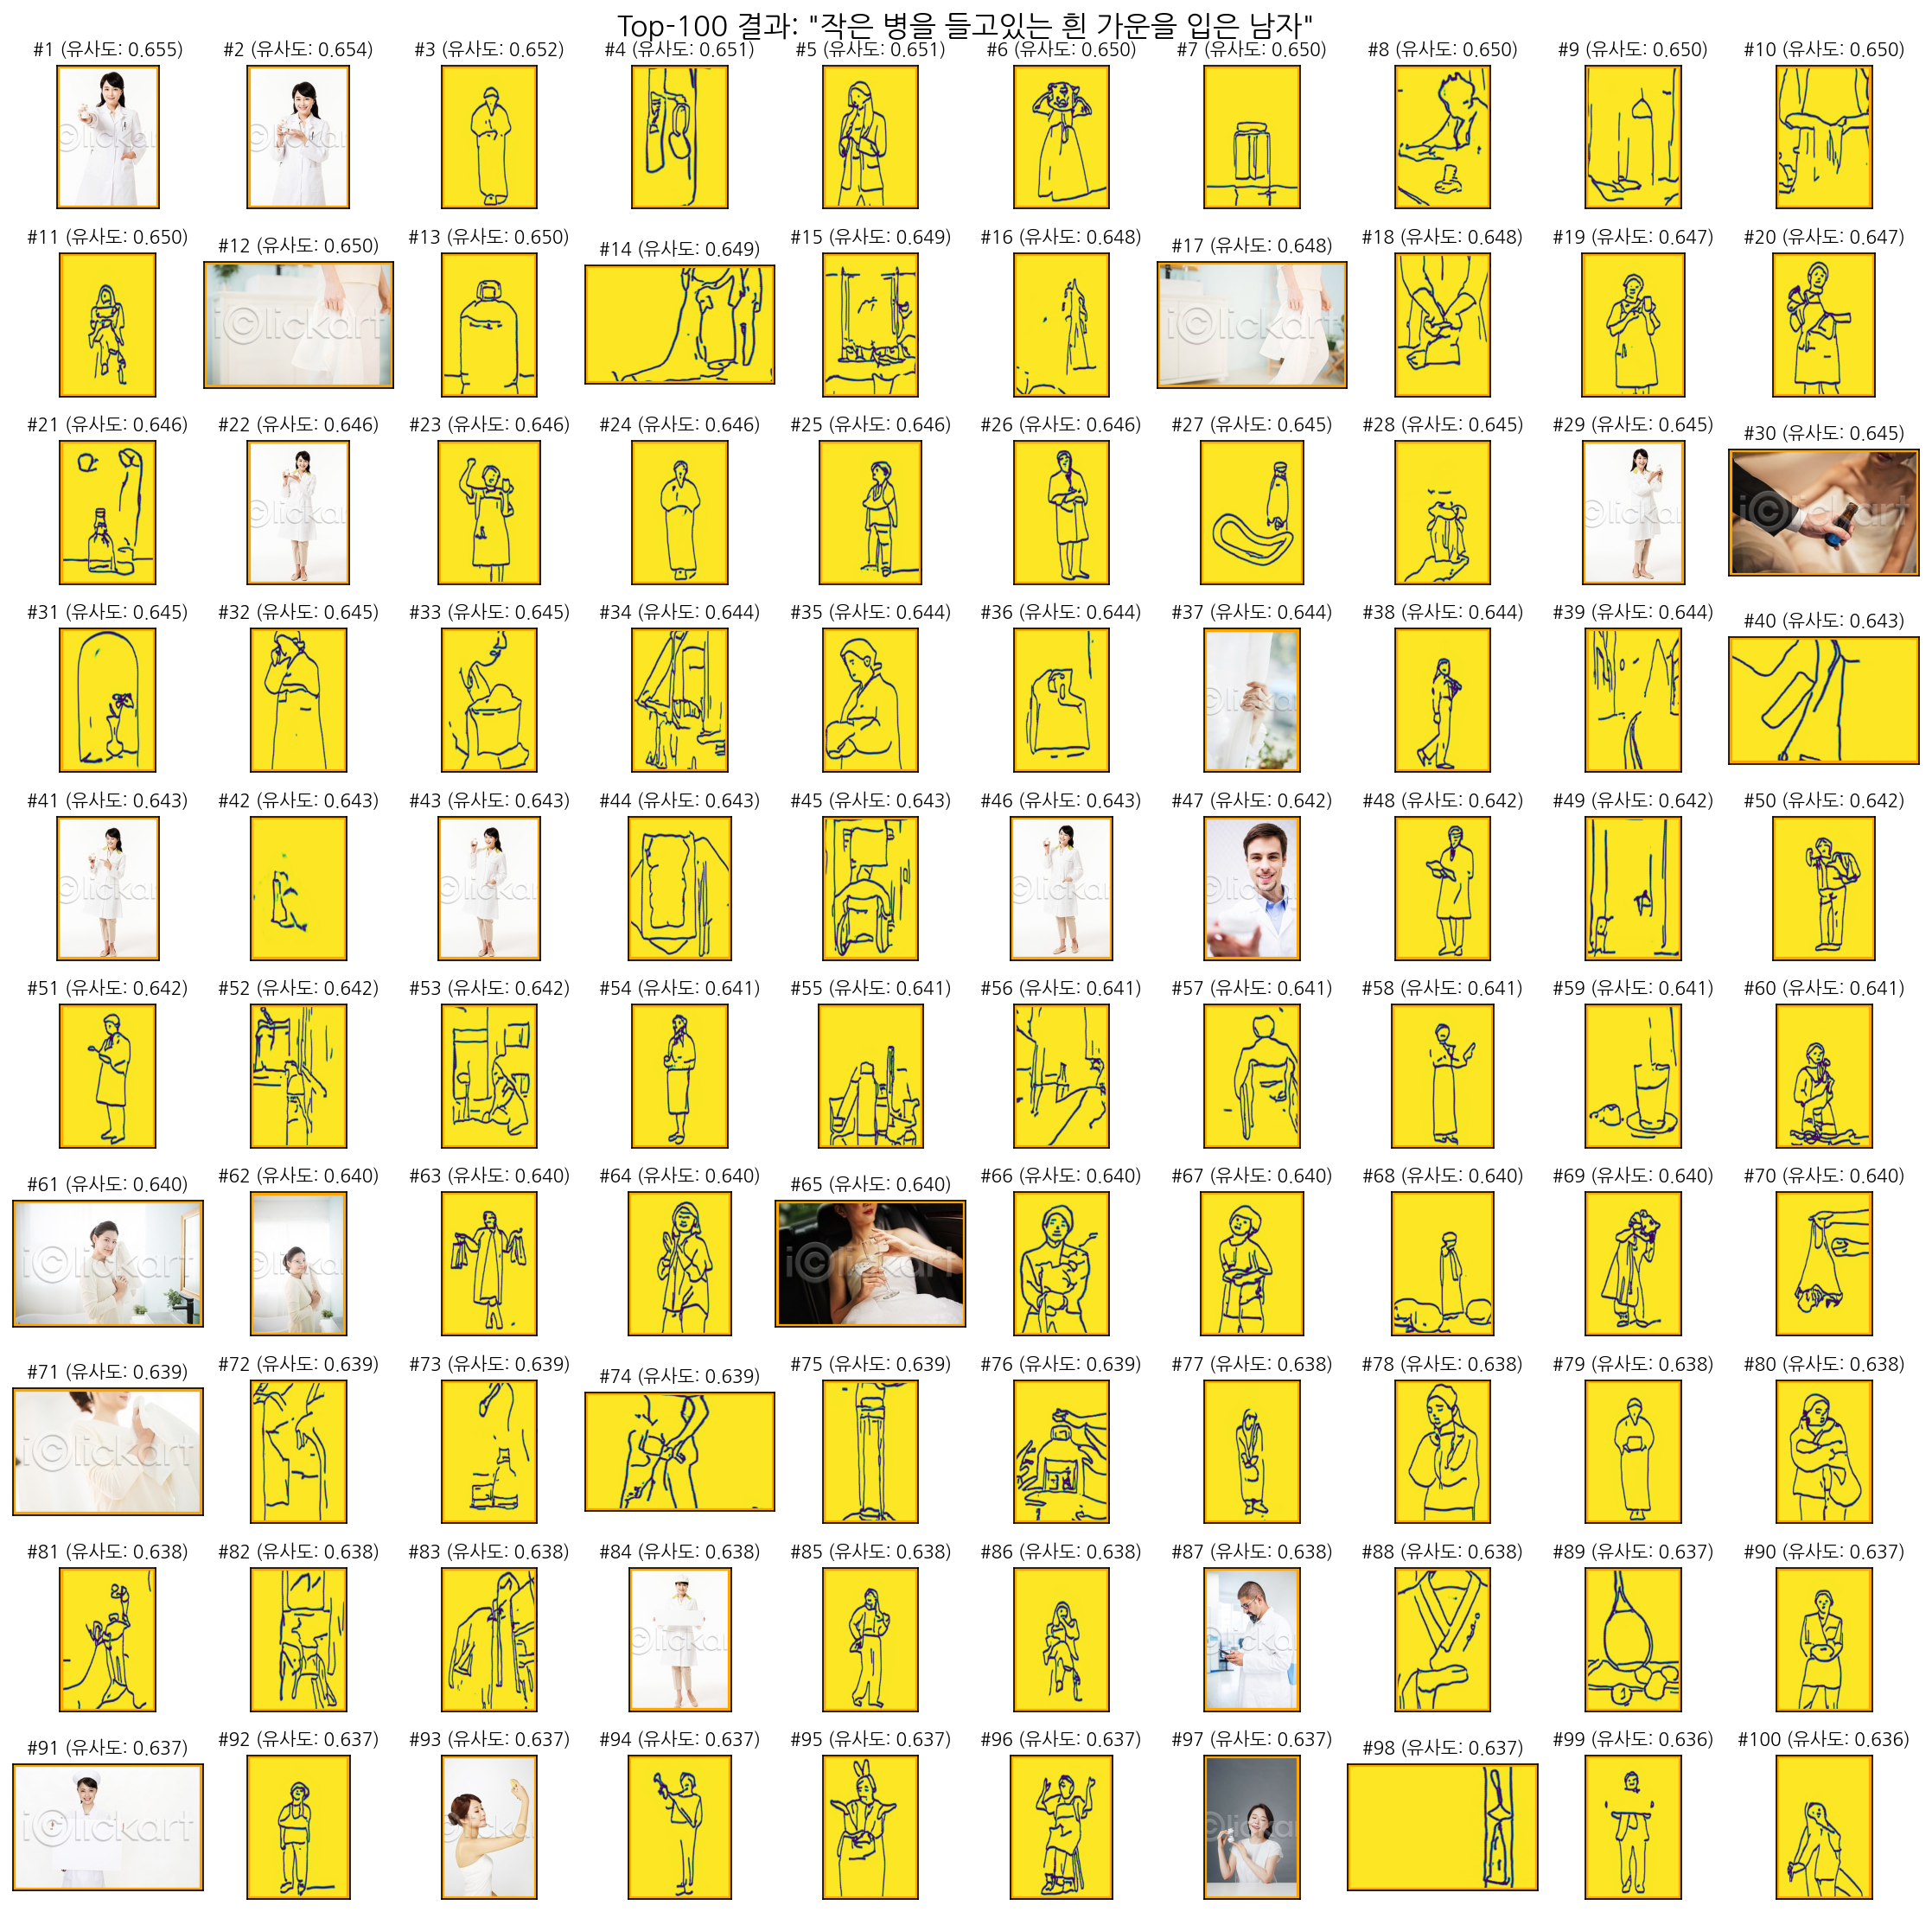 Top-100 결과: "작은 병을 들고있는 흰 가운을 입은 남자"
#1 (유사도: 0.655) #2 (유사도: 0.654) #3 (유사도: 0.652) #4 (유사도: 0.651) #5 (유사도: 0.651) #6 (유사도: 0.650) #7 (유사도: 0.650) #8 (유사도: 0.650) #9 (유사도: 0.650) #10 (유사도: 0.650)
©lickar ©lickar
#11 (유사도: 0.650) #12 (유사도: 0.650) #13 (유사도: 0.650) #14 (유사도: 0.649) #15 (유사도: 0.649) #16 (유사도: 0.648) #17 (유사도: 0.648) #18 (유사도: 0.648) #19 (유사도: 0.647) #20 (유사도: 0.647)
i©lickart i©lickart
#21 (유사도: 0.646) #22 (유사도: 0.646) #23 (유사도: 0.646) #24 (유사도: 0.646) #25 (유사도: 0.646) #26 (유사도: 0.646) #27 (유사도: 0.645) #28 (유사도: 0.645) #29 (유사도: 0.645) #30 (유사도: 0.645)
©lickar ©lickar i©lickart
#31 (유사도: 0.645) #32 (유사도: 0.645) #33 (유사도: 0.645) #34 (유사도: 0.644) #35 (유사도: 0.644) #36 (유사도: 0.644) #37 (유사도: 0.644) #38 (유사도: 0.644) #39 (유사도: 0.644) #40 (유사도: 0.643)
©lickar
#41 (유사도: 0.643) #42 (유사도: 0.643) #43 (유사도: 0.643) #44 (유사도: 0.643) #45 (유사도: 0.643) #46 (유사도: 0.643) #47 (유사도: 0.642) #48 (유사도: 0.642) #49 (유사도: 0.642) #50 (유사도: 0.642)
©lickar ©lickar ©lickar ©lickar
#51 (유사도: 0.642) #52 (유사도: 0.642) #53 (유사도: 0.642) #54 (유사도: 0.641) #55 (유사도: 0.641) #56 (유사도: 0.641) #57 (유사도: 0.641) #58 (유사도: 0.641) #59 (유사도: 0.641) #60 (유사도: 0.641)
#61 (유사도: 0.640) #62 (유사도: 0.640) #63 (유사도: 0.640) #64 (유사도: 0.640) #65 (유사도: 0.640) #66 (유사도: 0.640) #67 (유사도: 0.640) #68 (유사도: 0.640) #69 (유사도: 0.640) #70 (유사도: 0.640)
i©lickart ©lickar i©lickart
#71 (유사도: 0.639) #72 (유사도: 0.639) #73 (유사도: 0.639) #74 (유사도: 0.639) #75 (유사도: 0.639) #76 (유사도: 0.639) #77 (유사도: 0.638) #78 (유사도: 0.638) #79 (유사도: 0.638) #80 (유사도: 0.638)
i©lickart
#81 (유사도: 0.638) #82 (유사도: 0.638) #83 (유사도: 0.638) #84 (유사도: 0.638) #85 (유사도: 0.638) #86 (유사도: 0.638) #87 (유사도: 0.638) #88 (유사도: 0.638) #89 (유사도: 0.637) #90 (유사도: 0.637)
©lickar ©lickar
#91 (유사도: 0.637) #92 (유사도: 0.637) #93 (유사도: 0.637) #94 (유사도: 0.637) #95 (유사도: 0.637) #96 (유사도: 0.637) #97 (유사도: 0.637) #98 (유사도: 0.637) #99 (유사도: 0.636) #100 (유사도: 0.636)
i©lickart ©lickar ©lickar